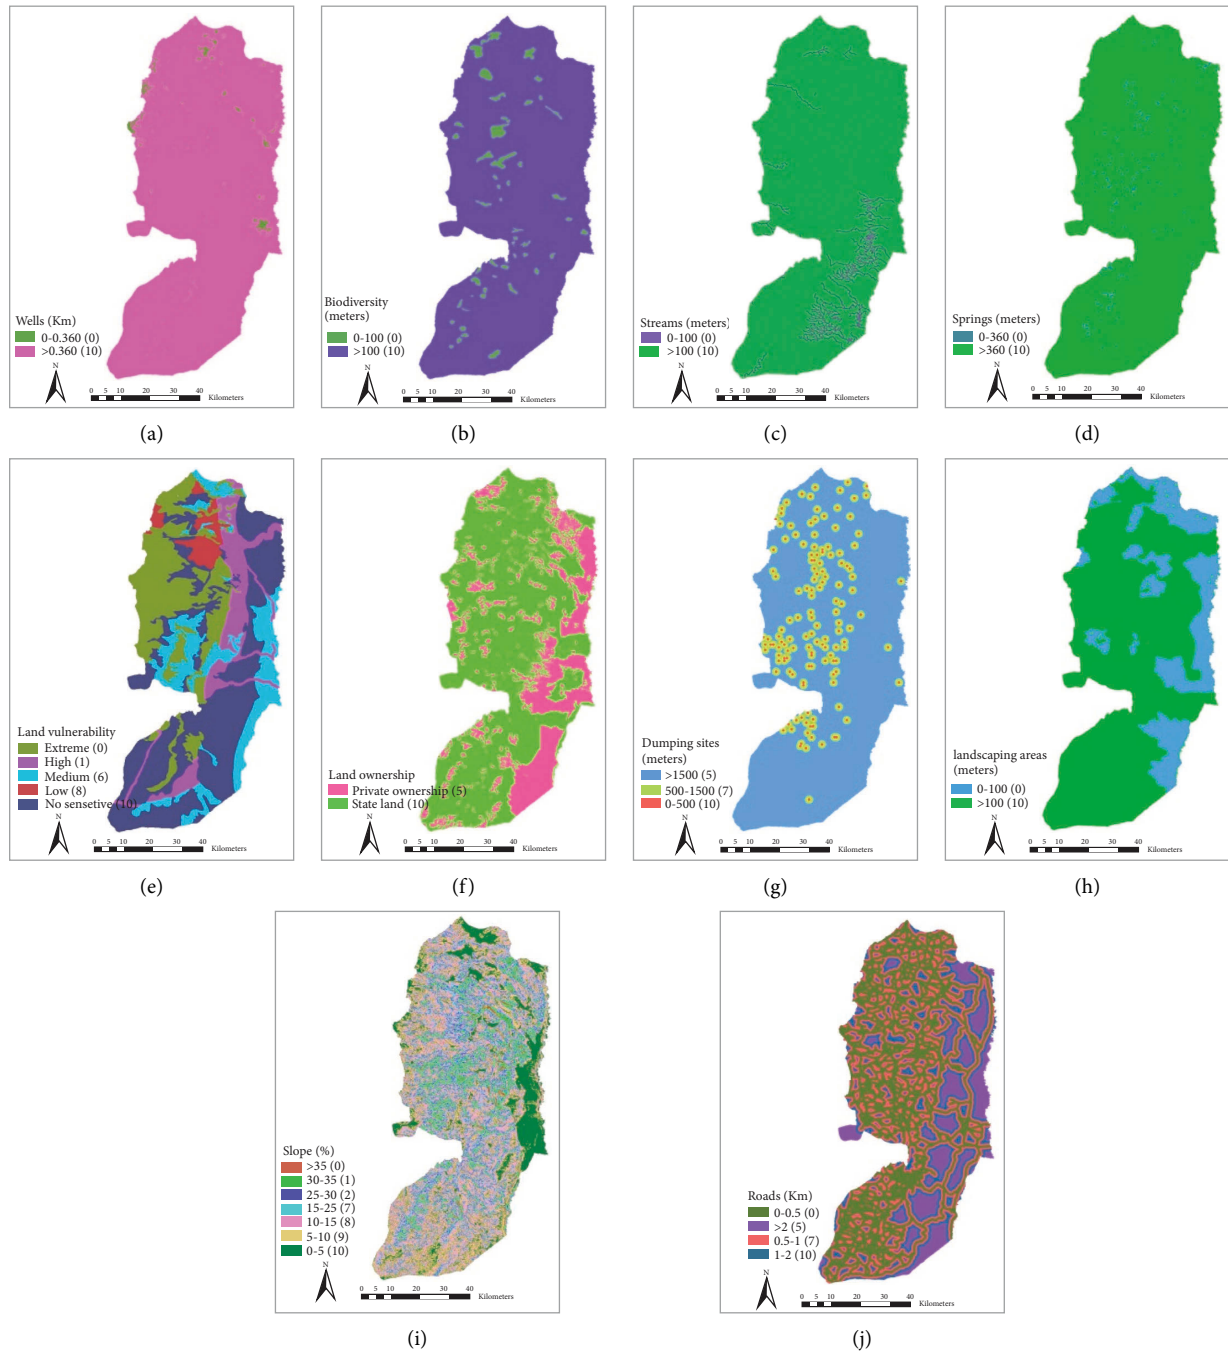 Wells (Km)
0-0.360 (0)
>0.360 (10)
N
0 5 10 20 30 40
Kilometers
(a)
Biodiversity
(meters)
0-100 (0)
>100 (10)
N
0 5 10 20 30 40
Kilometers
(b)
Streams (meters)
0-100 (0)
>100 (10)
N
0 5 10 20 30 40
Kilometers
(c)
Springs (meters)
0-360 (0)
>360 (10)
N
0 5 10 20 30 40
Kilometers
(d)
Land vulnerability
Extreme (0)
High (1)
Medium (6)
Low (8)
No sensetive (10)
N
0 5 10 20 30 40
Kilometers
(e)
Land ownership
Private ownership (5)
State land (10)
N
0 5 10 20 30 40
Kilometers
(f)
Dumping sites
(meters)
>1500 (5)
500-1500 (7)
0-500 (10)
N
0 5 10 20 30 40
Kilometers
(g)
landscaping areas
(meters)
0-100 (0)
>100 (10)
N
0 5 10 20 30 40
Kilometers
(h)
Slope (%)
>35 (0)
30-35 (1)
25-30 (2)
15-25 (7)
10-15 (8)
5-10 (9)
0-5 (10)
N
0 5 10 20 30 40
Kilometers
(i)
Roads (Km)
0-0.5 (0)
>2 (5)
0.5-1 (7)
1-2 (10)
N
0 5 10 20 30 40
Kilometers
(j)